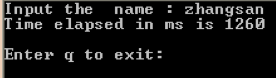 Input the  name : zhangsan
Time elapsed in ms is 1260
Enter q to exit: